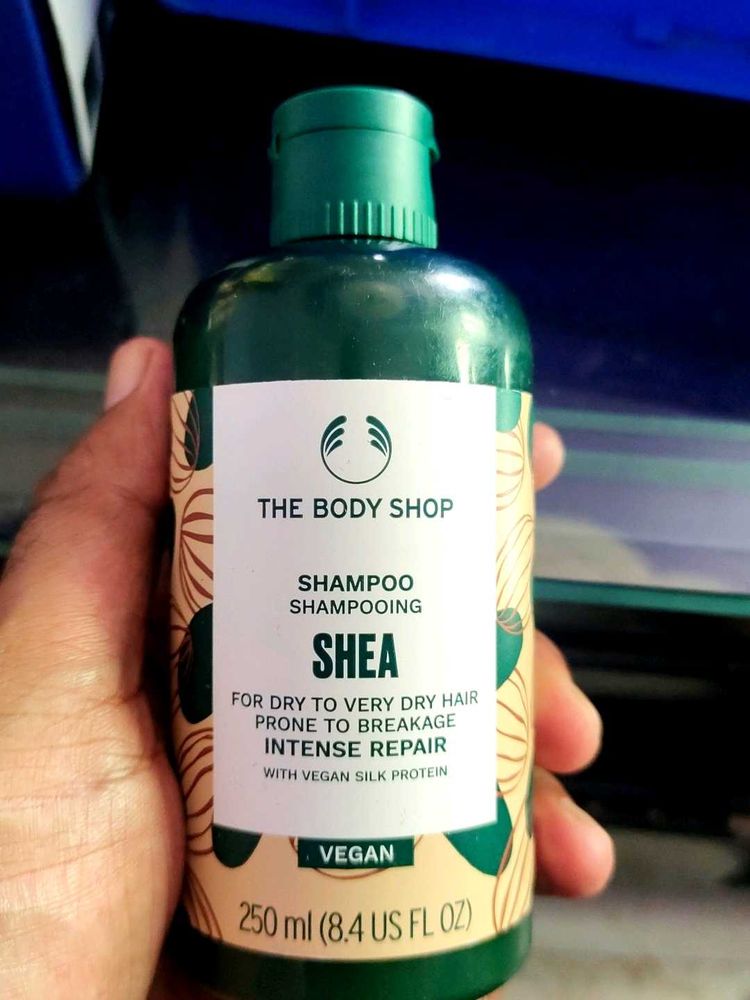 THE BODY SHOP
SHAMPOO
SHAMPOOING
SHEA
FOR DRY TO VERY DRY HAIR
PRONE TO BREAKAGE
INTENSE REPAIR
WITH VEGAN SILK PROTEIN
VEGAN
250 ml (8.4 US FL OZ)